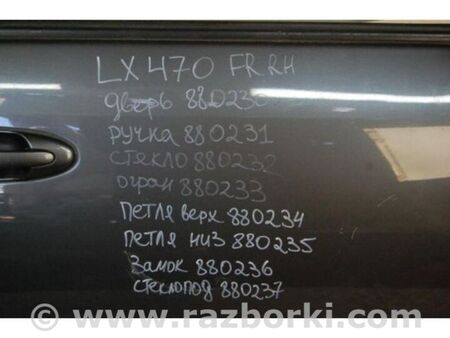 LX470 FR RH
дверь 880230
ручка 880231
стекло 880232
огран 880233
петля верх 880234
петля низ 880235
замок 880236
стеклопод 880237
www.razborki.com